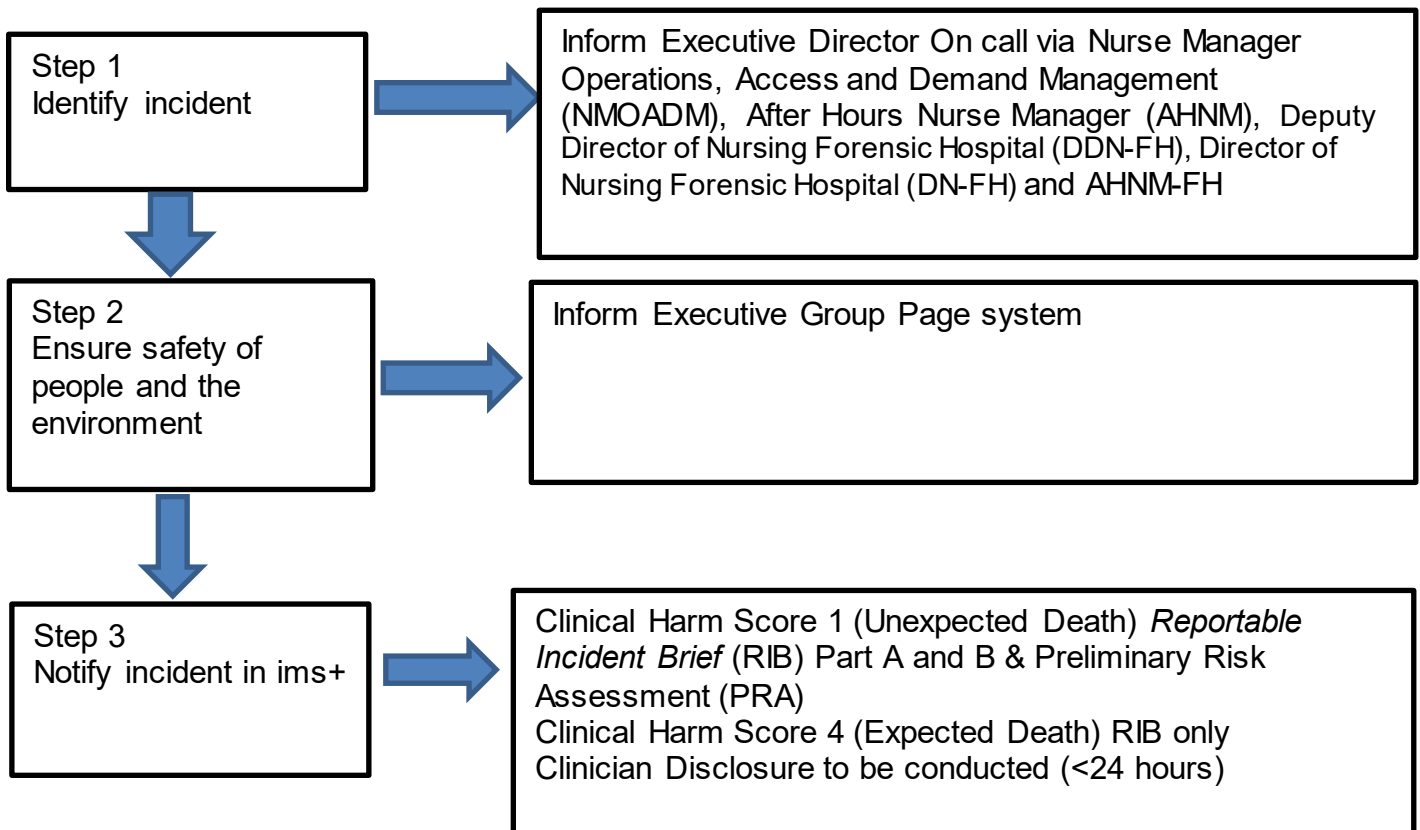 Step 1
Identify incident
Inform Executive Director On call via Nurse Manager
Operations, Access and Demand Management
(NMOADM), After Hours Nurse Manager (AHNM), Deputy
Director of Nursing Forensic Hospital (DDN-FH), Director of
Nursing Forensic Hospital (DN-FH) and AHNM-FH
Step 2
Ensure safety of
people and the
environment
Inform Executive Group Page system
Step 3
Notify incident in ims+
Clinical Harm Score 1 (Unexpected Death) Reportable
Incident Brief (RIB) Part A and B & Preliminary Risk
Assessment (PRA)
Clinical Harm Score 4 (Expected Death) RIB only
Clinician Disclosure to be conducted (<24 hours)